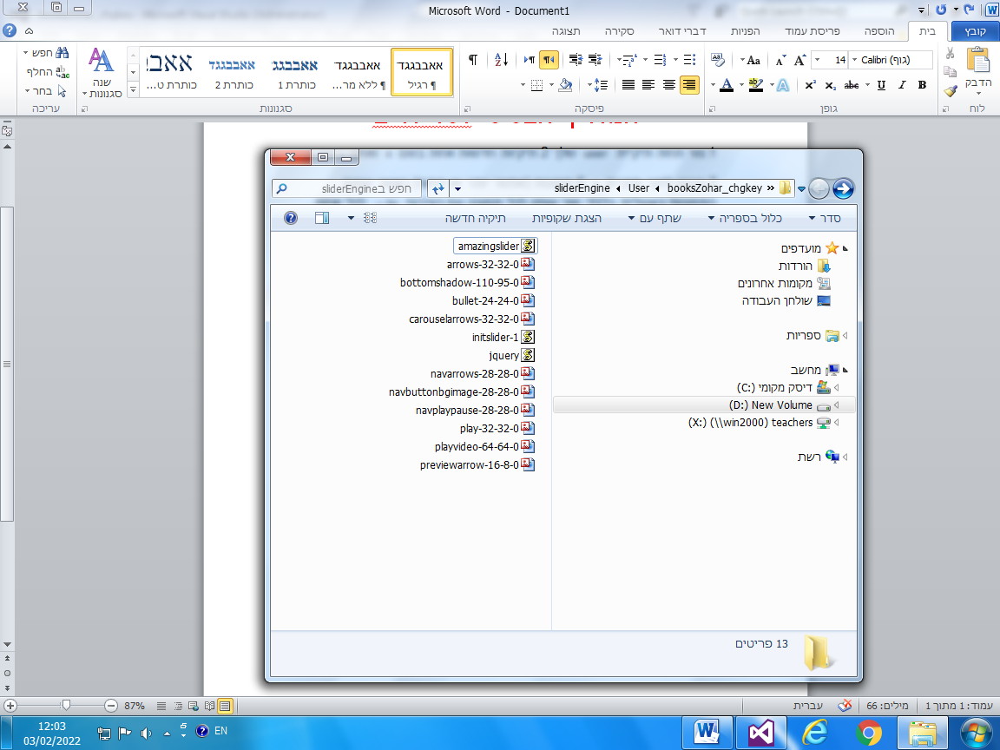 Microsoft Word - Document1
קובץ
בית
הוספה
פריסת עמוד
הפניות
דברי דואר
סקירה
תצוגה
הדבק
לוח
Calibri (גוף)
14
גופן
פיסקה
אאבבגגד
¶ רגיל
אאבבגגד
¶ ללא מר...
אאבבגג
כותרת 1
אאבבגגד
כותרת 2
אאב
כותרת ט...
שנה
סגנונות
סגנונות
חפש
החלף
בחר
עריכה
booksZohar_chgkey
User
sliderEngine
חפש בsliderEngine
סדר
כלול בספריה
שתף עם
הצגת שקופיות
תיקיה חדשה
מועדפים
הורדות
מקומות אחרונים
שולחן העבודה
ספריות
מחשב
דיסק מקומי (C:)
New Volume (D:)
teachers (\\win2000) (X:)
רשת
amazingslider
arrows-32-32-0
bottomshadow-110-95-0
bullet-24-24-0
carouselarrows-32-32-0
initslider-1
jquery
navarrows-28-28-0
navbuttonbgimage-28-28-0
navplaypause-28-28-0
play-32-32-0
playvideo-64-64-0
previewarrow-16-8-0
13 פריטים
עמוד: 1 מתוך 1
מילים: 66
עברית
87%
EN
12:03
03/02/2022